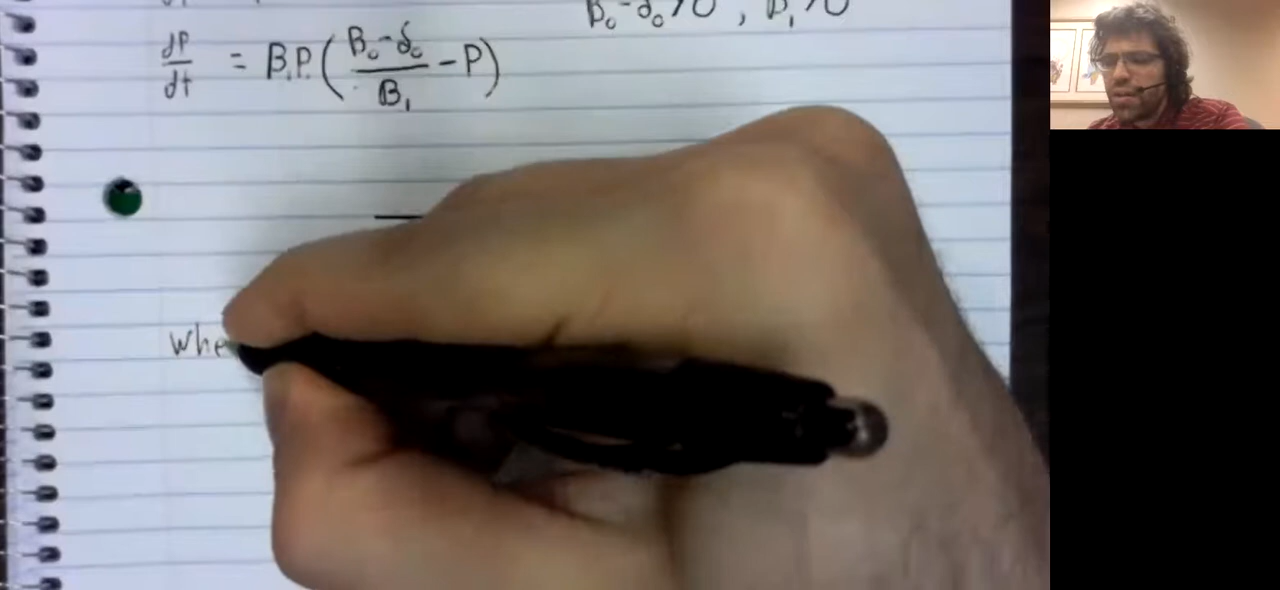 β₀-δ₀>0, β₁>0
dP/dt = β₁P(β₀-δ₀/β₁ - P)
Whe